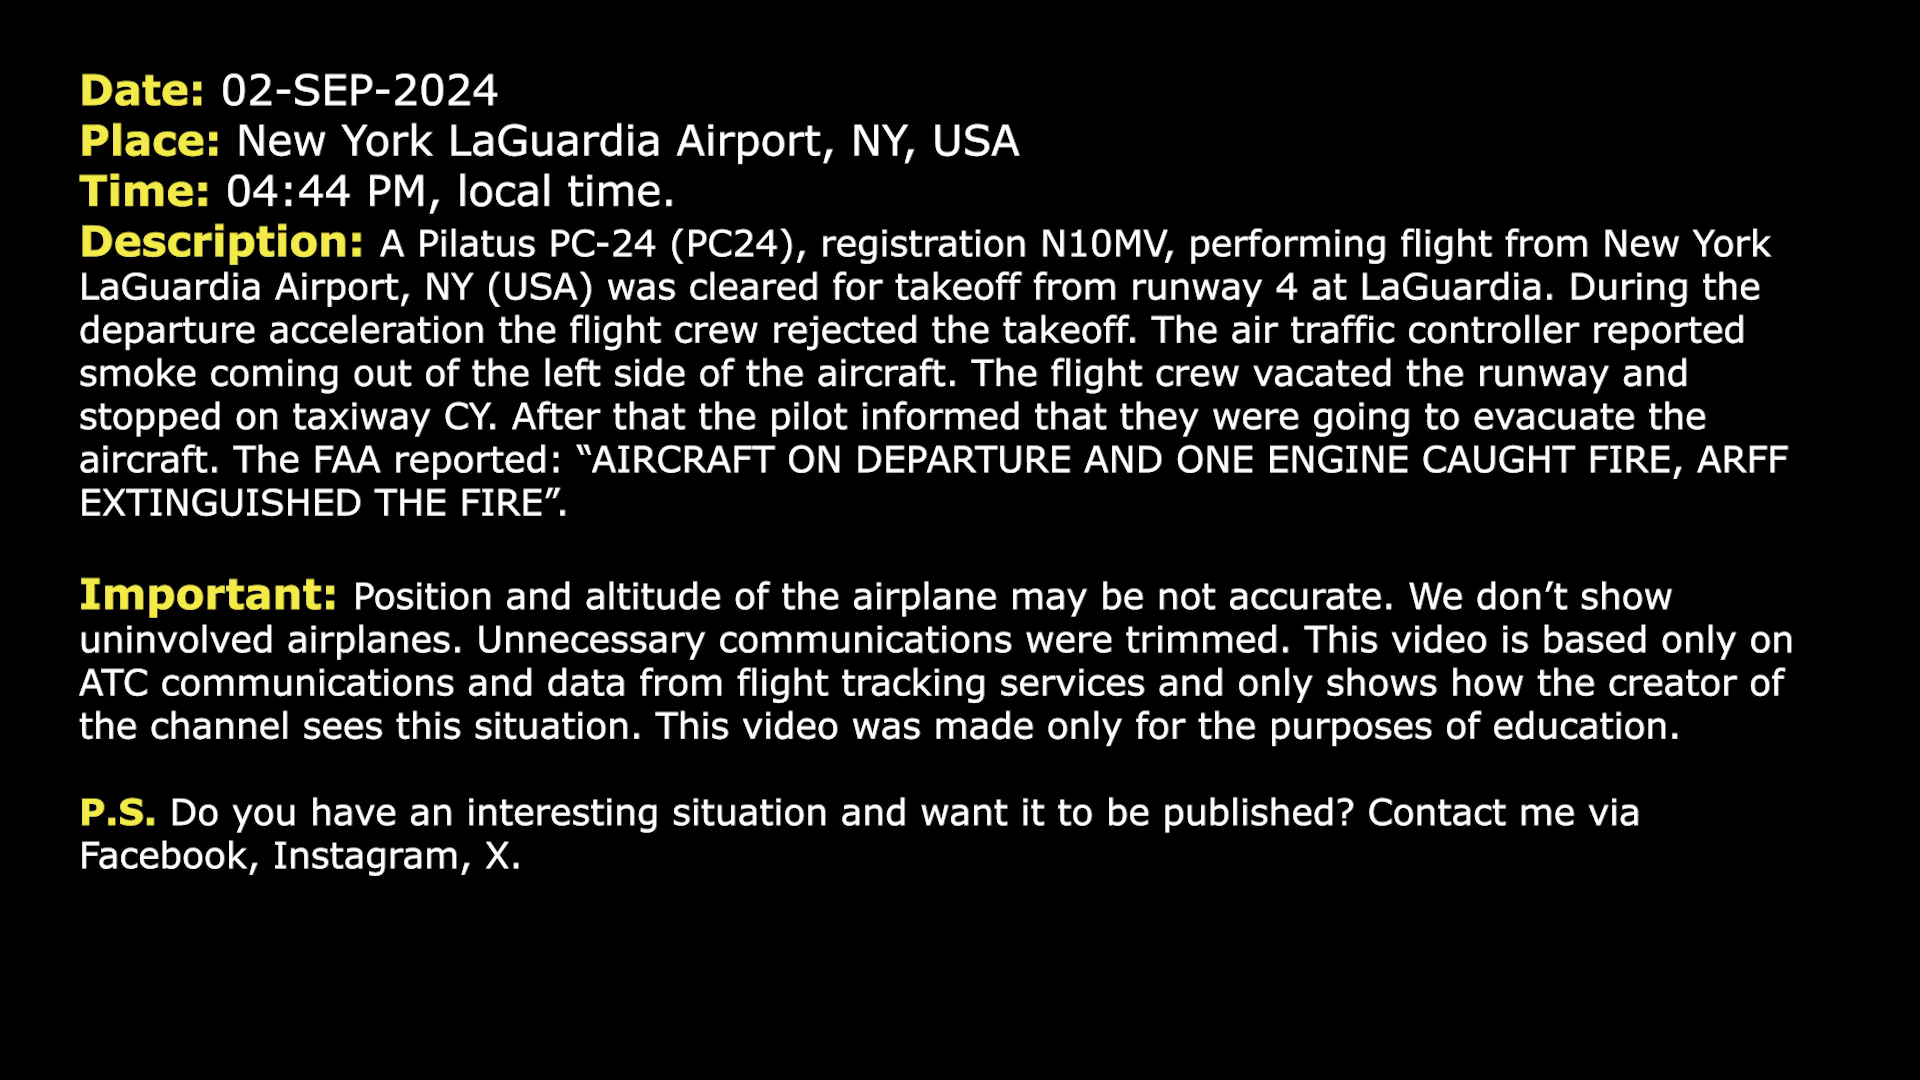 Date: 02-SEP-2024
Place: New York LaGuardia Airport, NY, USA
Time: 04:44 PM, local time.
Description: A Pilatus PC-24 (PC24), registration N10MV, performing flight from New York
LaGuardia Airport, NY (USA) was cleared for takeoff from runway 4 at LaGuardia. During the
departure acceleration the flight crew rejected the takeoff. The air traffic controller reported
smoke coming out of the left side of the aircraft. The flight crew vacated the runway and
stopped on taxiway CY. After that the pilot informed that they were going to evacuate the
aircraft. The FAA reported: “AIRCRAFT ON DEPARTURE AND ONE ENGINE CAUGHT FIRE, ARFF
EXTINGUISHED THE FIRE”.
Important: Position and altitude of the airplane may be not accurate. We don’t show
uninvolved airplanes. Unnecessary communications were trimmed. This video is based only on
ATC communications and data from flight tracking services and only shows how the creator of
the channel sees this situation. This video was made only for the purposes of education.
P.S. Do you have an interesting situation and want it to be published? Contact me via
Facebook, Instagram, X.